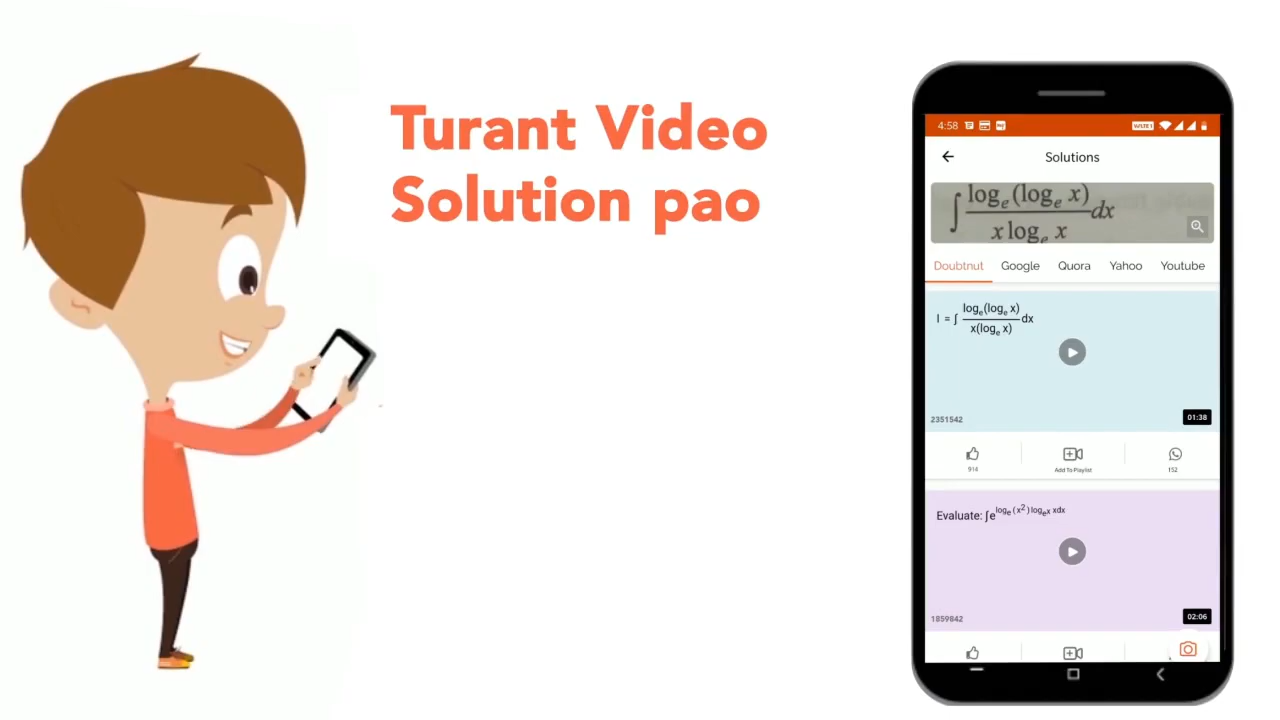 Turant Video
Solution pao
4:58
VoLTE1
Solutions
∫ logₑ(logₑ x) / x logₑ x dx
Doubtnut Google Quora Yahoo Youtube
I = ∫ logₑ(logₑ x) / x(logₑ x) dx
2351542 01:38
914 Add To Playlist 152
Evaluate: ∫e^logₑ(x²)logₑx xdx
1859842 02:06